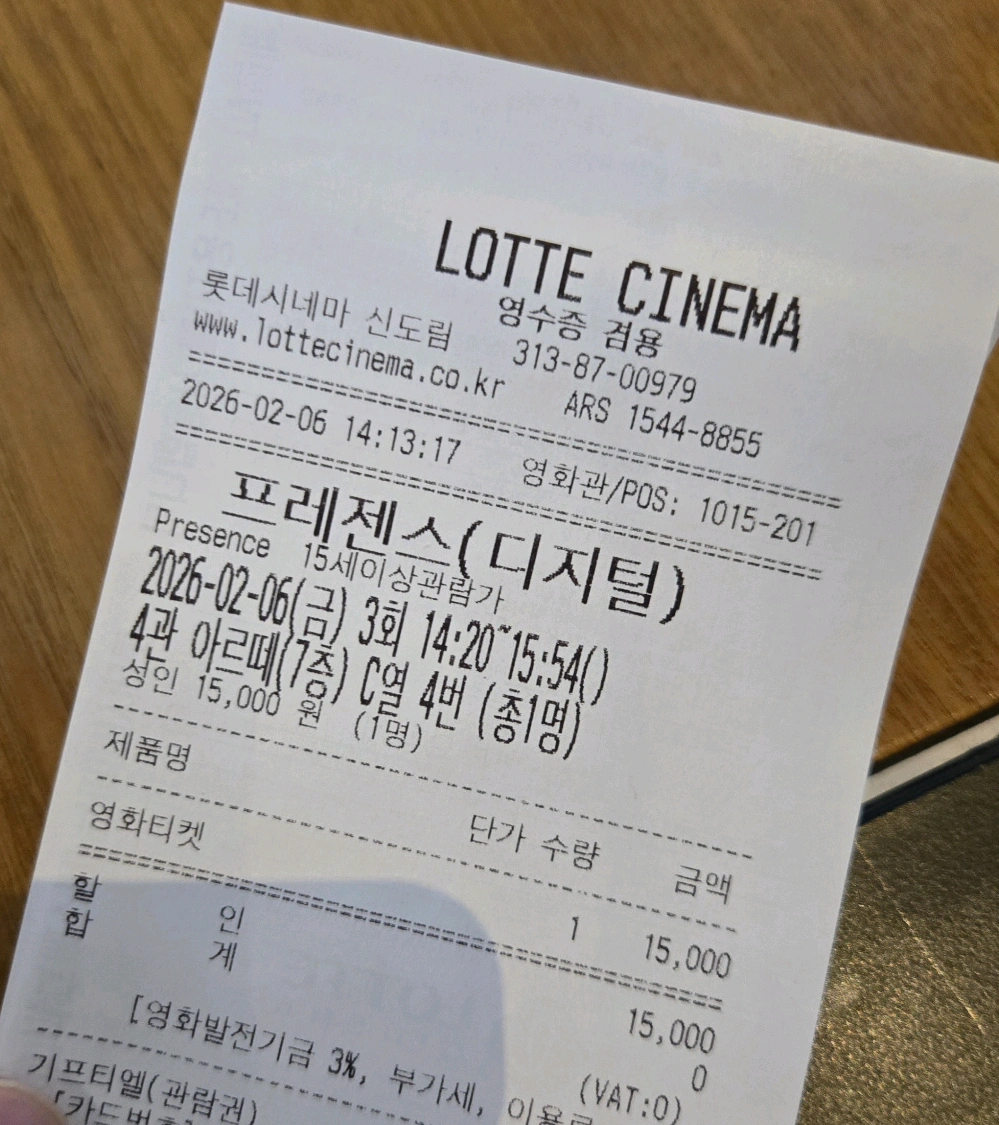 LOTTE CINEMA
영수증 겸용
롯데시네마 신도림 313-87-00979
www.lottecinema.co.kr ARS 1544-8855
2026-02-06 14:13:17 영화관/POS: 1015-201
프레젠스(디지털)
Presence 15세이상관람가
2026-02-06(금) 3회 14:20~15:54()
4관 아르떼(7층) C열 4번 (총1명)
성인 15,000 원 (1명)
제품명 단가 수량 금액
영화티켓 1 15,000
할 인 15,000
합 계 0
(VAT:0)
[영화발전기금 3%, 부가세,
기프티엘(관람권)
[카드번호]